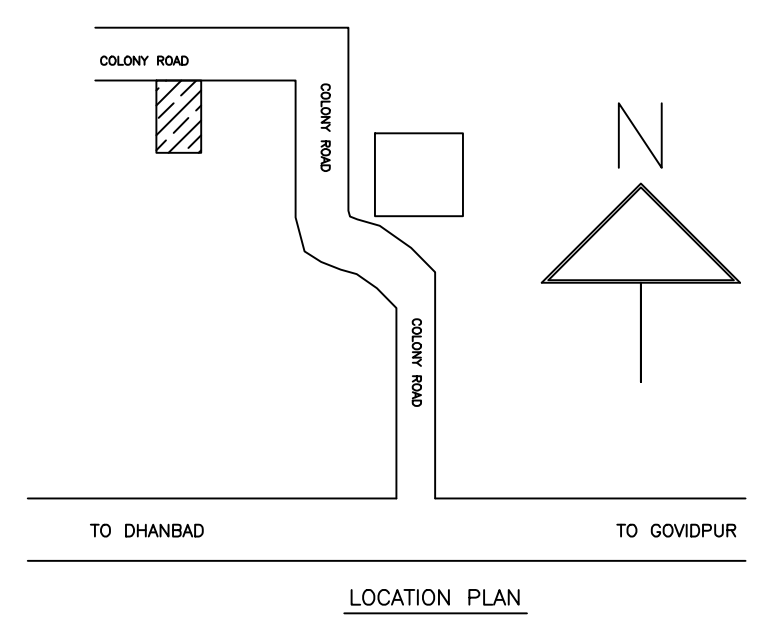 COLONY ROAD
COLONY ROAD
N
COLONY ROAD
TO DHANBAD
TO GOVIDPUR
LOCATION PLAN